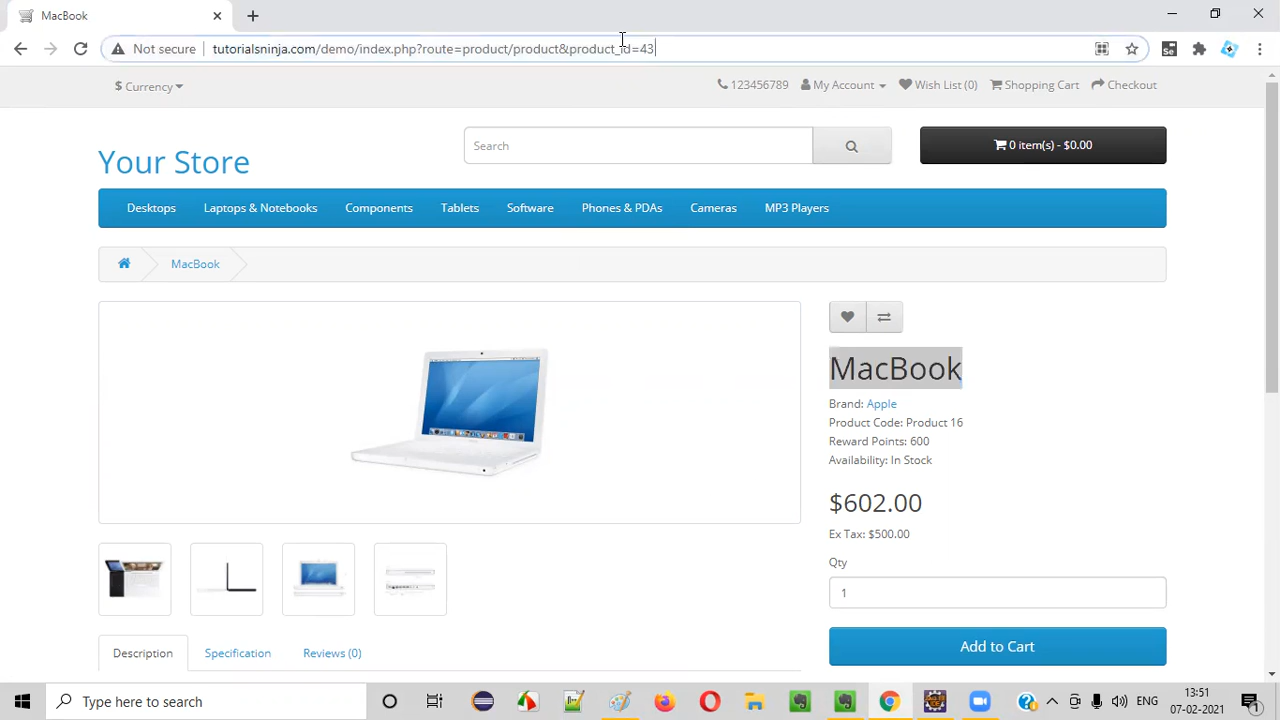 MacBook
Not secure
tutorialsninja.com/demo/index.php?route=product/product&product_id=43
$ Currency
123456789
My Account
Wish List (0)
Shopping Cart
Checkout
Your Store
Search
0 item(s) - $0.00
Desktops
Laptops & Notebooks
Components
Tablets
Software
Phones & PDAs
Cameras
MP3 Players
MacBook
MacBook
Brand: Apple
Product Code: Product 16
Reward Points: 600
Availability: In Stock
$602.00
Ex Tax: $500.00
Qty
1
Add to Cart
Description
Specification
Reviews (0)
Type here to search
ENG
13:51
07-02-2021